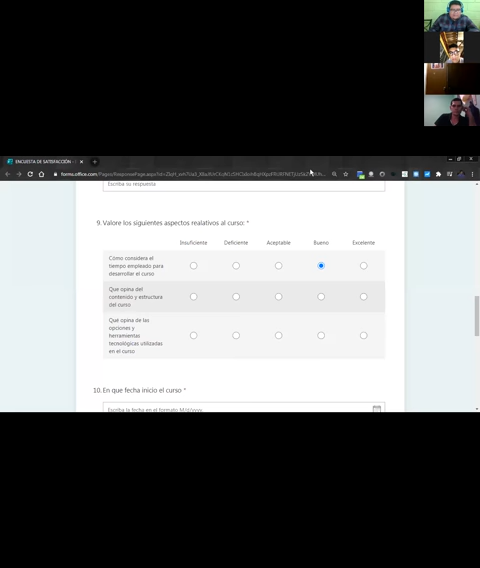 ENCUESTA DE SATISFACCIÓN
forms.office.com/Pages/ResponsePage.aspx?id=
Escriba su respuesta
9. Valore los siguientes aspectos realativos al curso: *
Insuficiente Deficiente Aceptable Bueno Excelente
Cómo considera el
tiempo empleado para
desarrollar el curso
Que opina del
contenido y estructura
del curso
Qué opina de las
opciones y
herramientas
tecnológicas utilizadas
en el curso
10. En que fecha inicio el curso *
Escriba la fecha en el formato M/d/yyyy